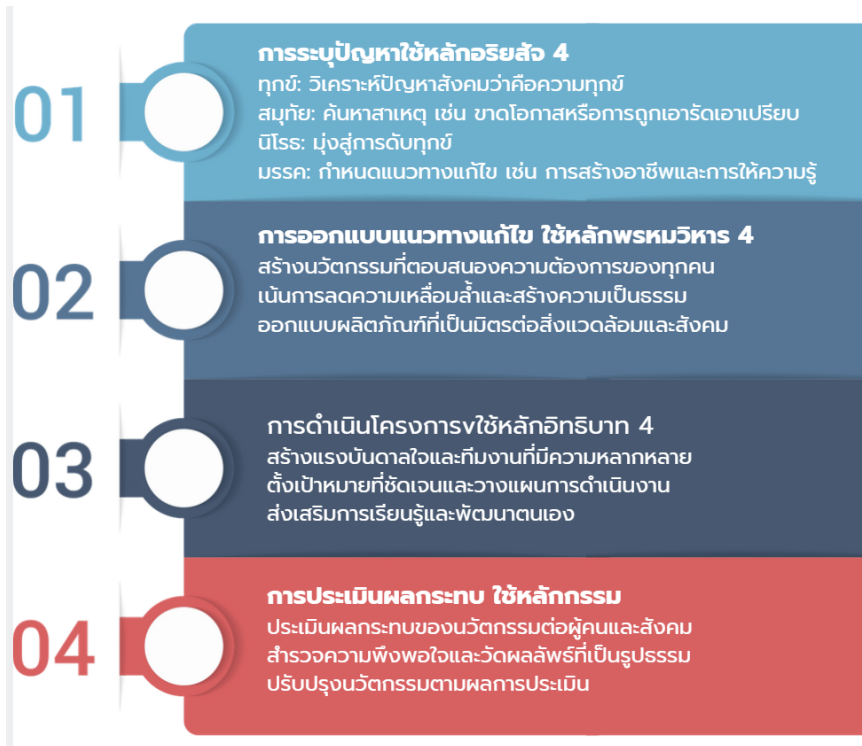 01
การระบุปัญหาใช้หลักอริยสัจ 4
ทุกข์: วิเคราะห์ปัญหาสังคมว่าคือความทุกข์
สมุทัย: ค้นหาสาเหตุ เช่น ขาดโอกาสหรือการถูกเอารัดเอาเปรียบ
นิโรธ: มุ่งสู่การดับทุกข์
มรรค: กำหนดแนวทางแก้ไข เช่น การสร้างอาชีพและการให้ความรู้
02
การออกแบบแนวทางแก้ไข ใช้หลักพรหมวิหาร 4
สร้างนวัตกรรมที่ตอบสนองความต้องการของทุกคน
เน้นการลดความเหลื่อมล้ำและสร้างความเป็นธรรม
ออกแบบผลิตภัณฑ์ที่เป็นมิตรต่อสิ่งแวดล้อมและสังคม
03
การดำเนินโครงการvใช้หลักอิทธิบาท 4
สร้างแรงบันดาลใจและทีมงานที่มีความหลากหลาย
ตั้งเป้าหมายที่ชัดเจนและวางแผนการดำเนินงาน
ส่งเสริมการเรียนรู้และพัฒนาตนเอง
04
การประเมินผลกระทบ ใช้หลักกรรม
ประเมินผลกระทบของนวัตกรรมต่อผู้คนและสังคม
สำรวจความพึงพอใจและวัดผลลัพธ์ที่เป็นรูปธรรม
ปรับปรุงนวัตกรรมตามผลการประเมิน